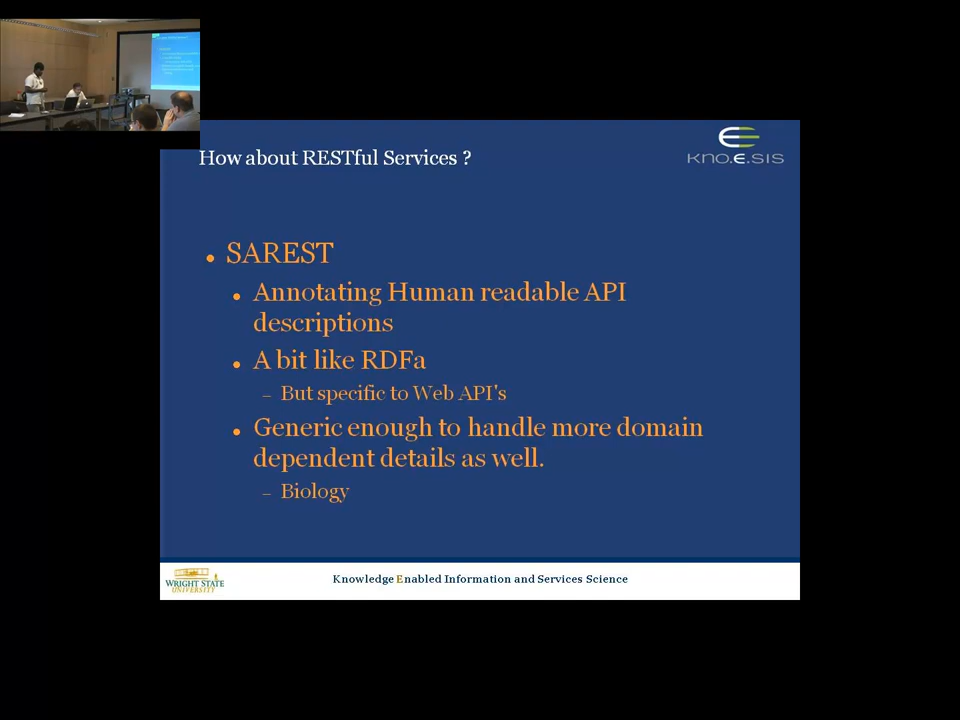 How about RESTful Services ?
kno.e.sis
SAREST
Annotating Human readable API
descriptions
A bit like RDFa
– But specific to Web API's
Generic enough to handle more domain
dependent details as well.
– Biology
WRIGHT STATE
UNIVERSITY
Knowledge Enabled Information and Services Science